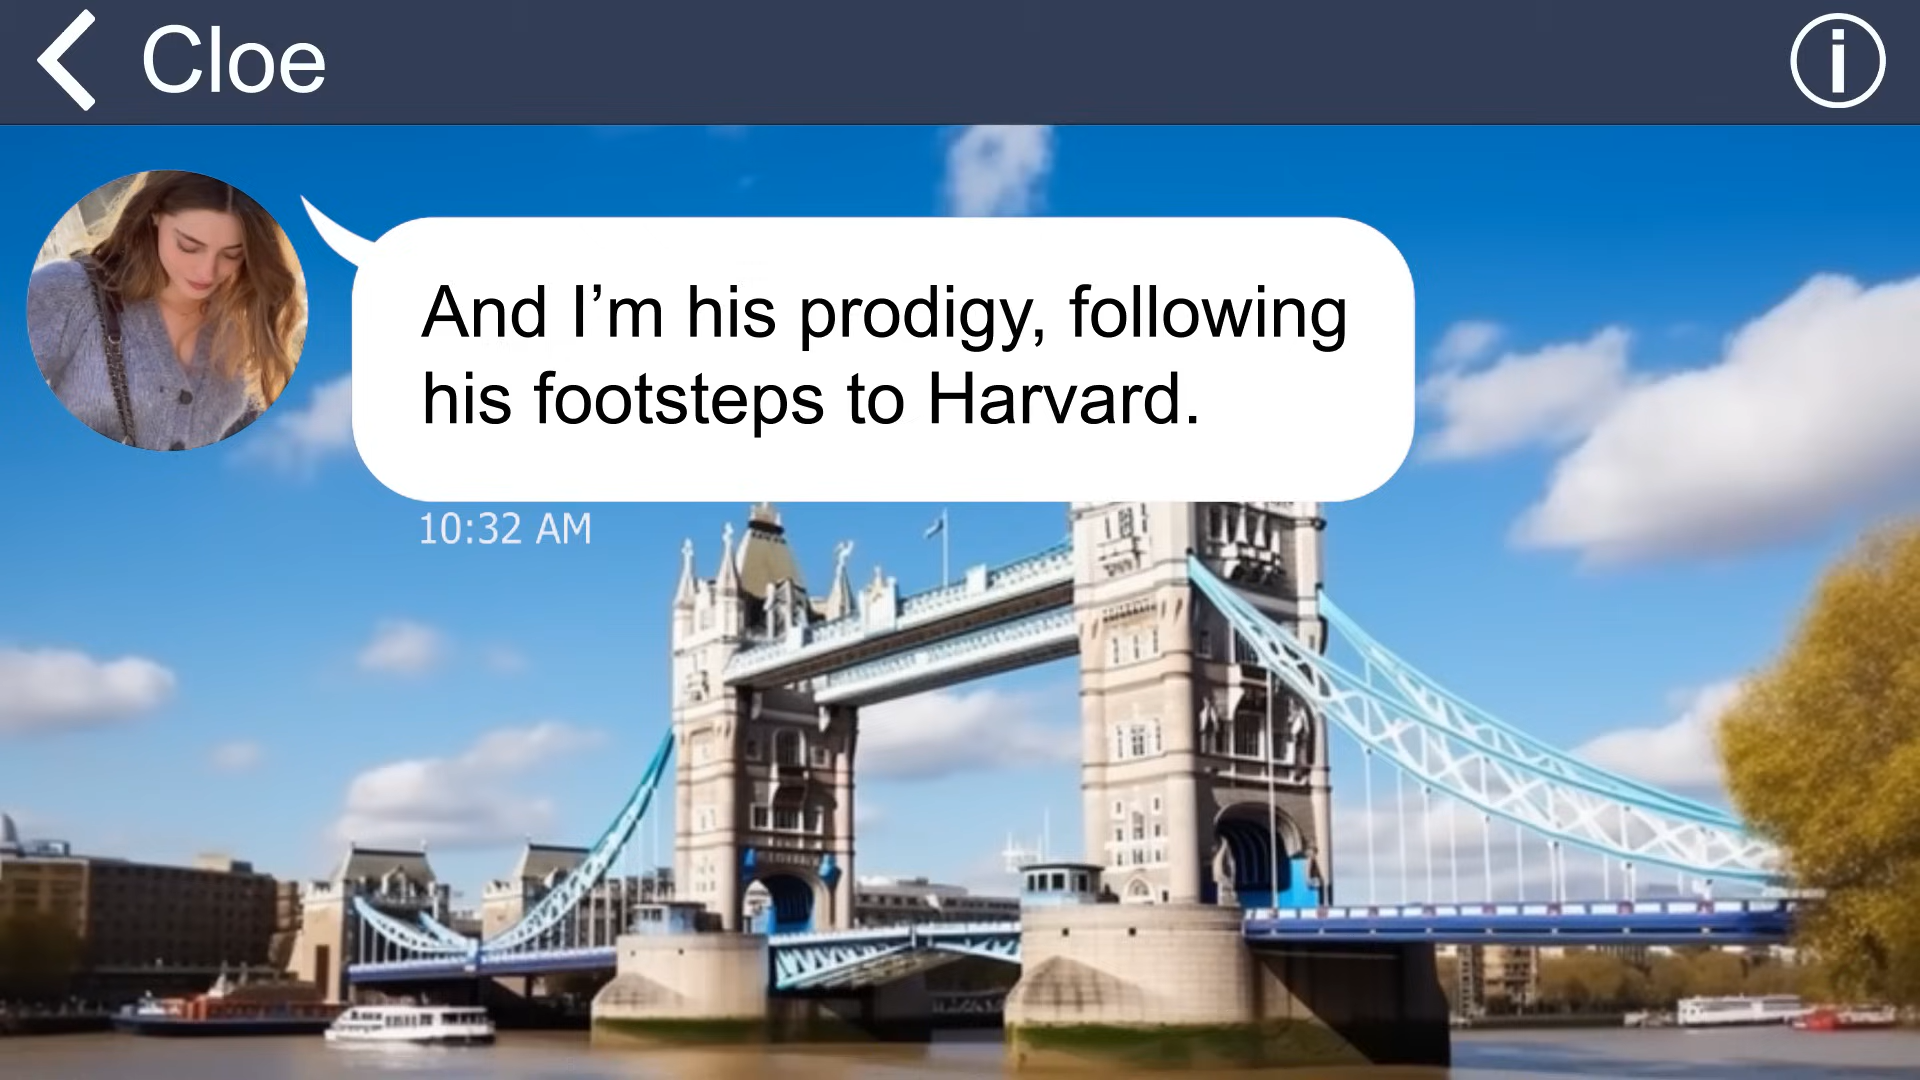 Cloe
And I’m his prodigy, following
his footsteps to Harvard.
10:32 AM